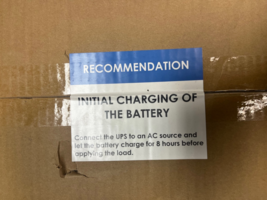 RECOMMENDATION
INITIAL CHARGING OF
THE BATTERY
Connect the UPS to an AC source and
let the battery charge for 8 hours before
applying the load.